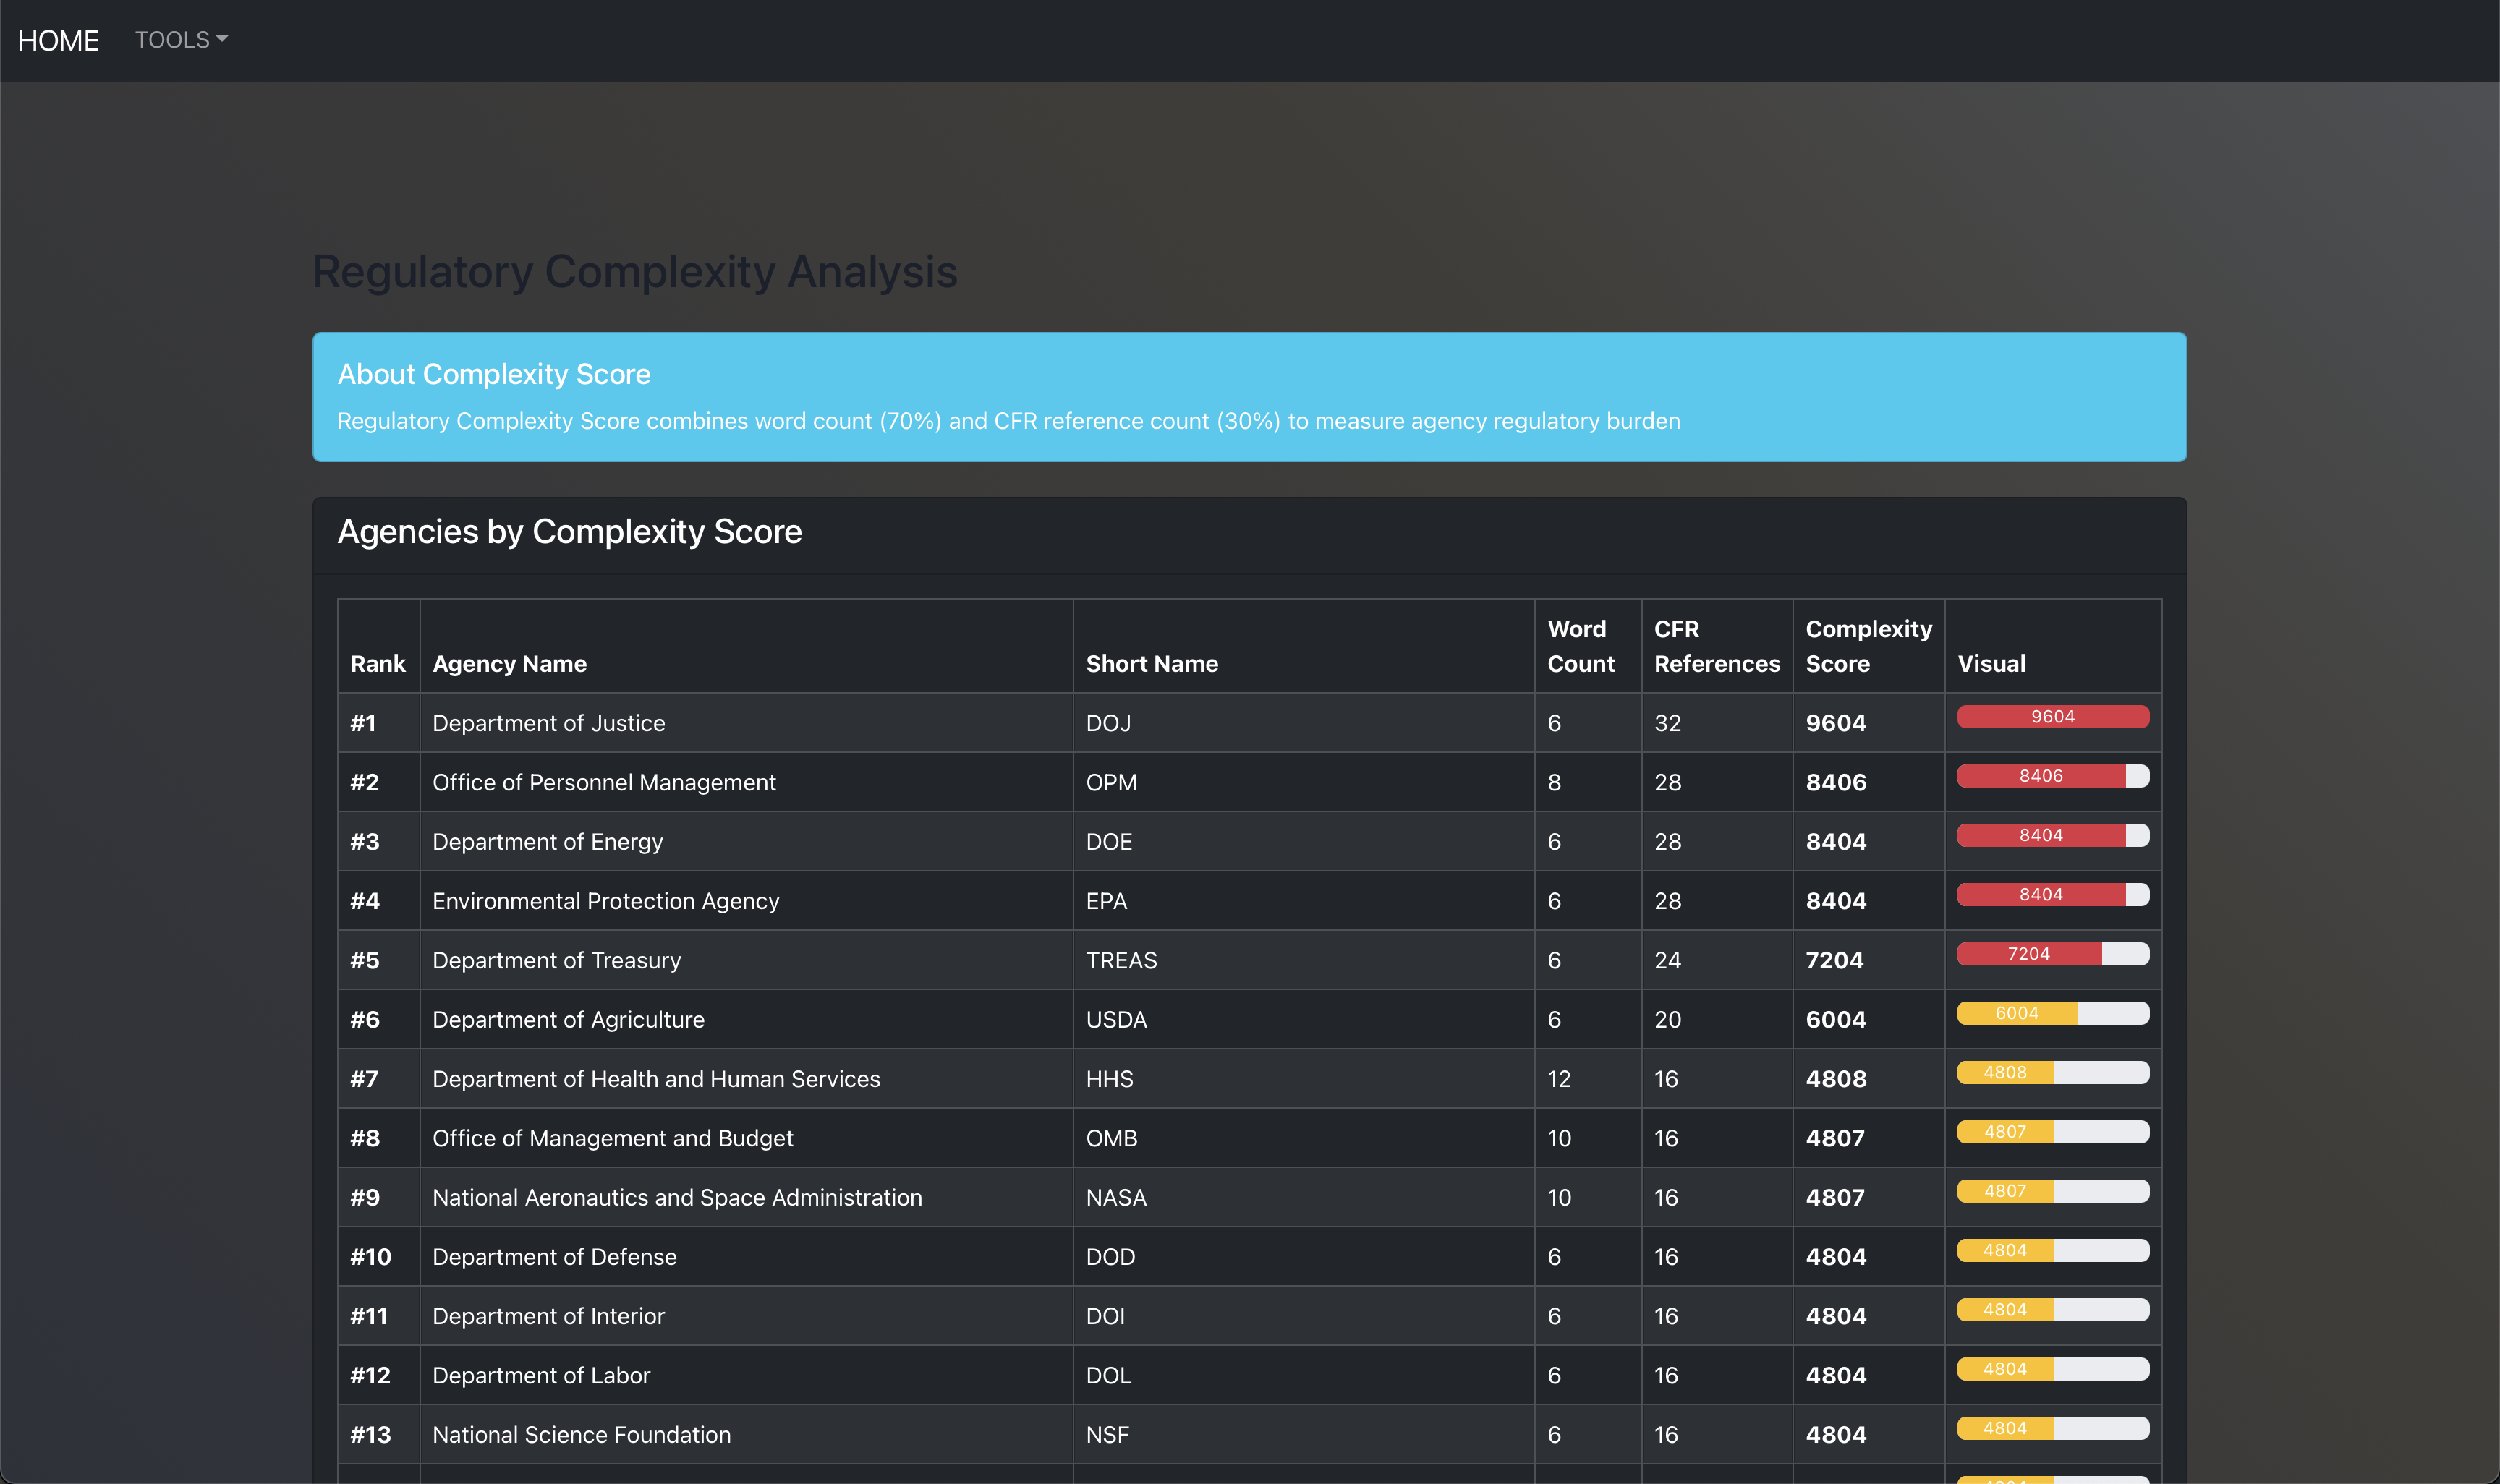 HOME TOOLS
Regulatory Complexity Analysis
About Complexity Score
Regulatory Complexity Score combines word count (70%) and CFR reference count (30%) to measure agency regulatory burden
Agencies by Complexity Score
Rank Agency Name Short Name Word Count CFR References Complexity Score Visual
#1 Department of Justice DOJ 6 32 9604 9604
#2 Office of Personnel Management OPM 8 28 8406 8406
#3 Department of Energy DOE 6 28 8404 8404
#4 Environmental Protection Agency EPA 6 28 8404 8404
#5 Department of Treasury TREAS 6 24 7204 7204
#6 Department of Agriculture USDA 6 20 6004 6004
#7 Department of Health and Human Services HHS 12 16 4808 4808
#8 Office of Management and Budget OMB 10 16 4807 4807
#9 National Aeronautics and Space Administration NASA 10 16 4807 4807
#10 Department of Defense DOD 6 16 4804 4804
#11 Department of Interior DOI 6 16 4804 4804
#12 Department of Labor DOL 6 16 4804 4804
#13 National Science Foundation NSF 6 16 4804 4804